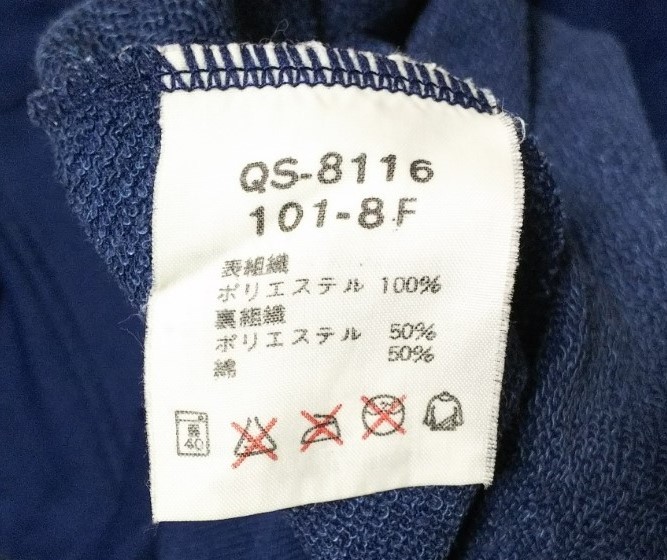 QS-8116
101-8F
表組織
ポリエステル 100%
裏組織
ポリエステル 50%
綿 50%
40